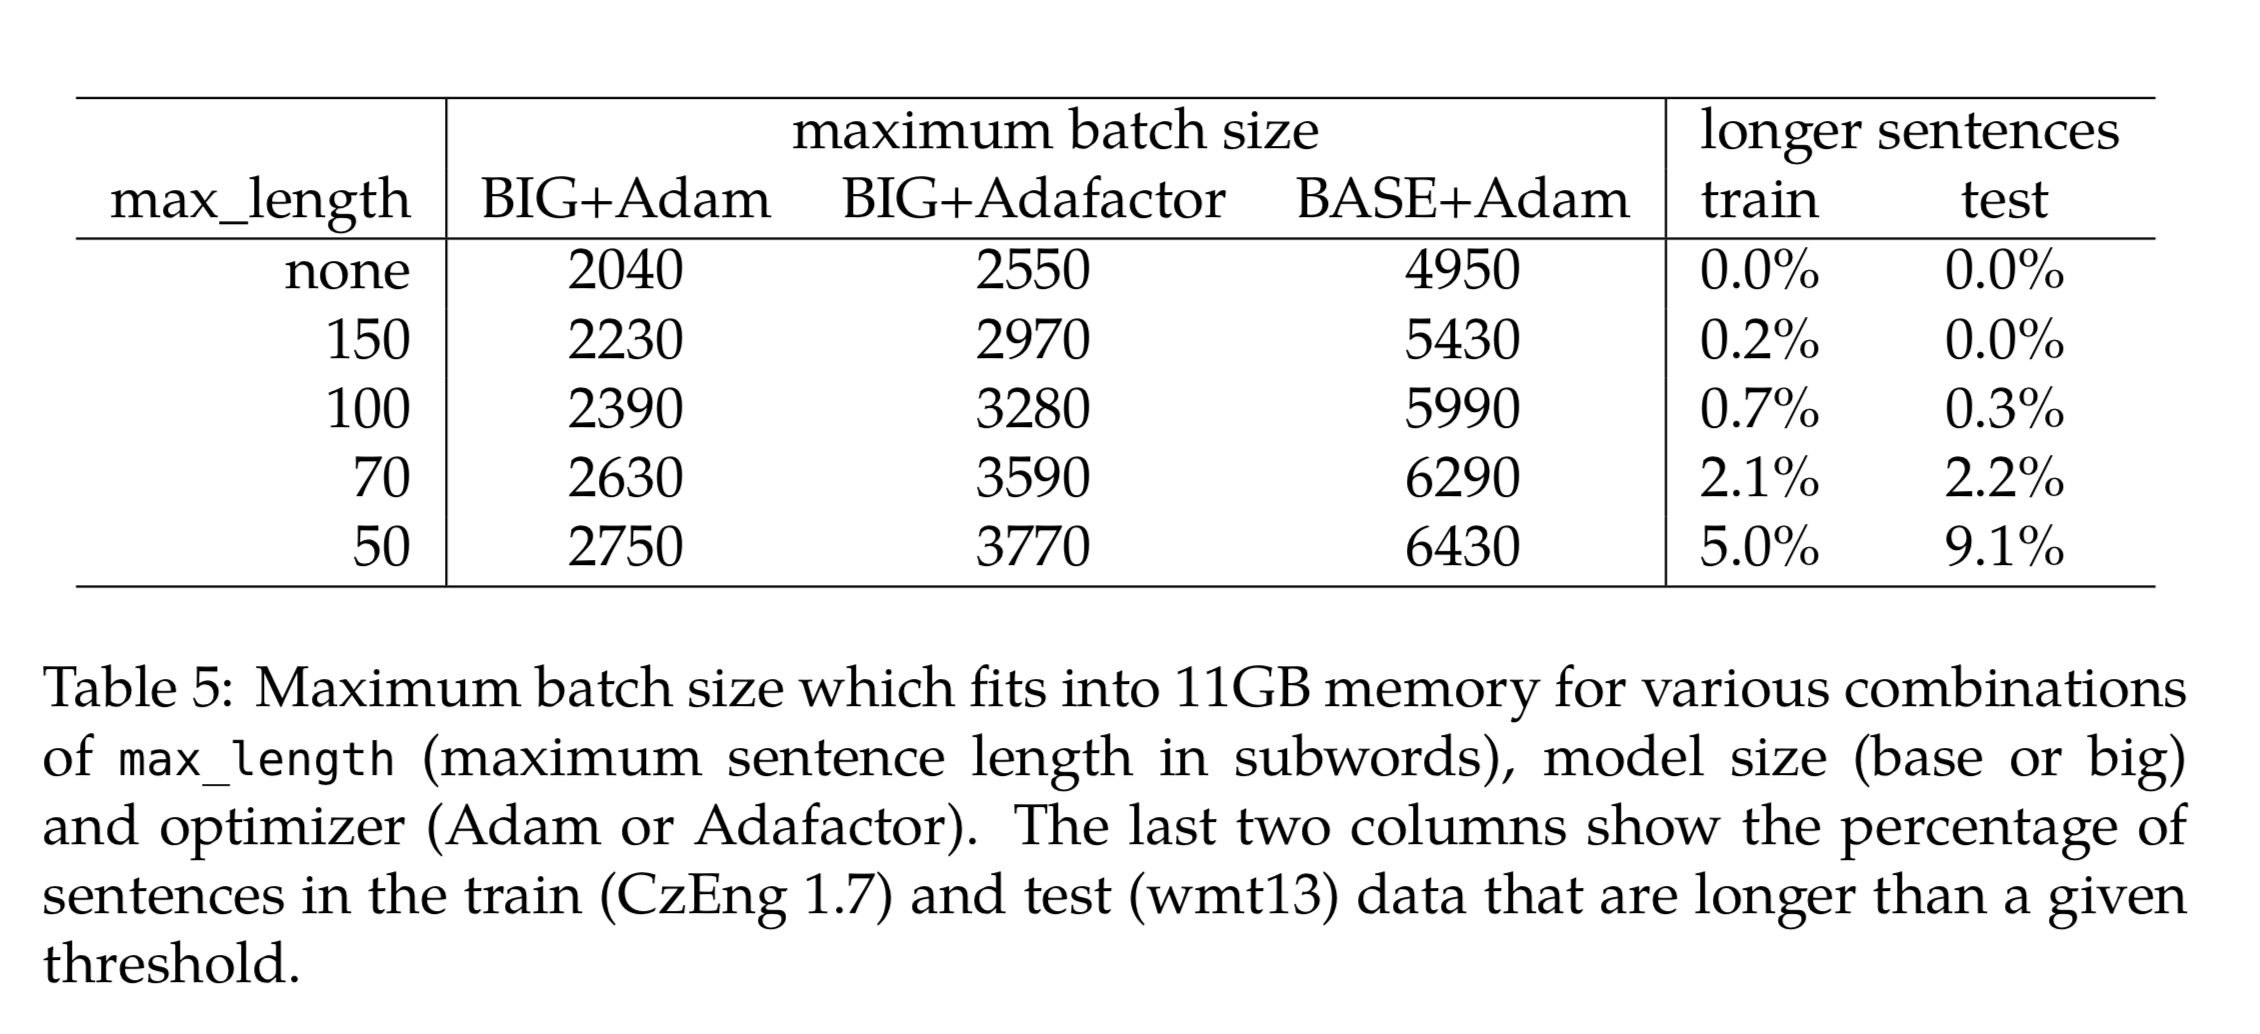 maximum batch size longer sentences
max_length BIG+Adam BIG+Adafactor BASE+Adam train test
none 2040 2550 4950 0.0% 0.0%
150 2230 2970 5430 0.2% 0.0%
100 2390 3280 5990 0.7% 0.3%
70 2630 3590 6290 2.1% 2.2%
50 2750 3770 6430 5.0% 9.1%
Table 5: Maximum batch size which fits into 11GB memory for various combinations
of max_length (maximum sentence length in subwords), model size (base or big)
and optimizer (Adam or Adafactor). The last two columns show the percentage of
sentences in the train (CzEng 1.7) and test (wmt13) data that are longer than a given
threshold.